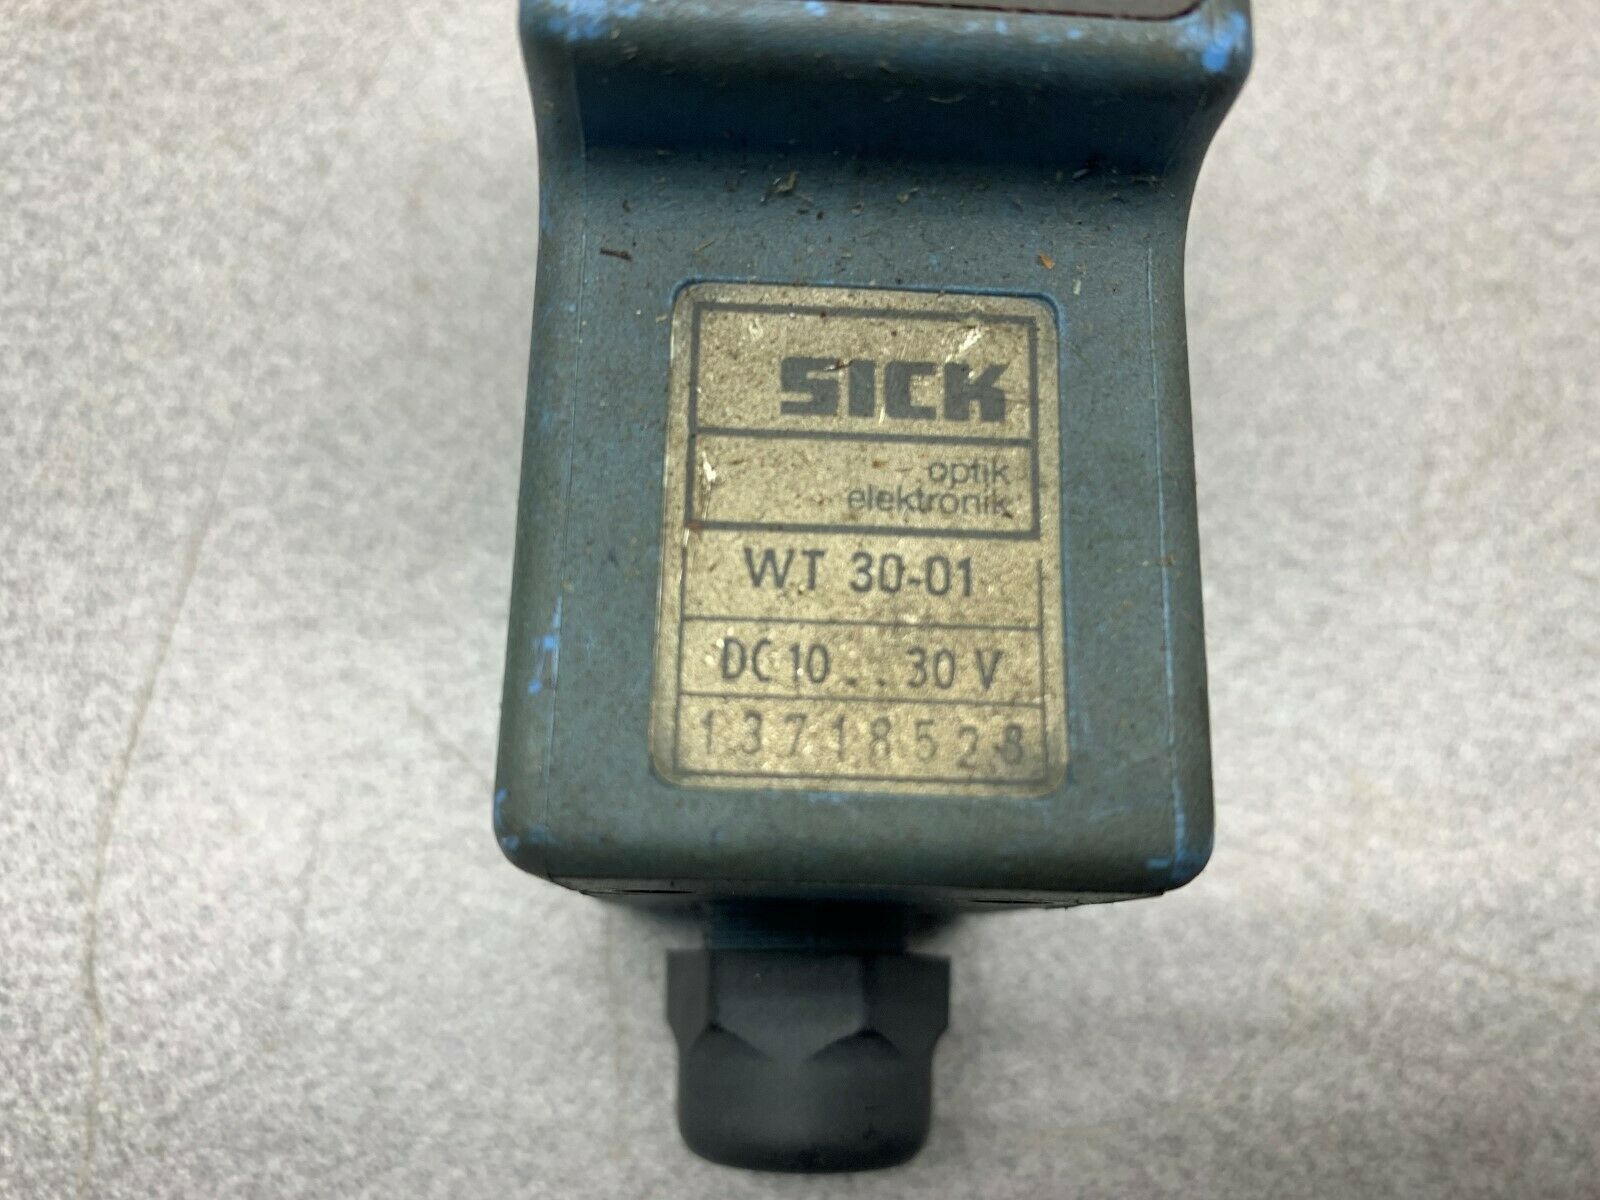 SICK
optik
elektronik
WT 30-01
DC 10 . . 30 V
13718528